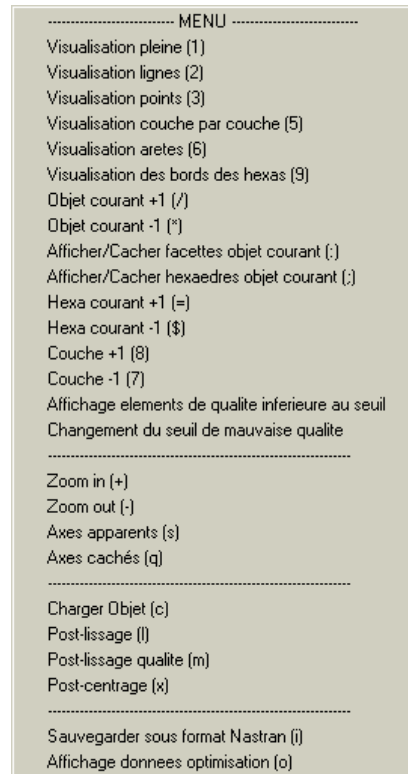 ---------------------------- MENU ----------------------------
Visualisation pleine (1)
Visualisation lignes (2)
Visualisation points (3)
Visualisation couche par couche (5)
Visualisation aretes (6)
Visualisation des bords des hexas (9)
Objet courant +1 (/)
Objet courant -1 (*)
Afficher/Cacher facettes objet courant (:)
Afficher/Cacher hexaedres objet courant (;)
Hexa courant +1 (=)
Hexa courant -1 ($)
Couche +1 (8)
Couche -1 (7)
Affichage elements de qualite inferieure au seuil
Changement du seuil de mauvaise qualite
--------------------------------------------------------------------
Zoom in (+)
Zoom out (-)
Axes apparents (s)
Axes cachés (q)
--------------------------------------------------------------------
Charger Objet (c)
Post-lissage (l)
Post-lissage qualite (m)
Post-centrage (x)
--------------------------------------------------------------------
Sauvegarder sous format Nastran (i)
Affichage donnees optimisation (o)